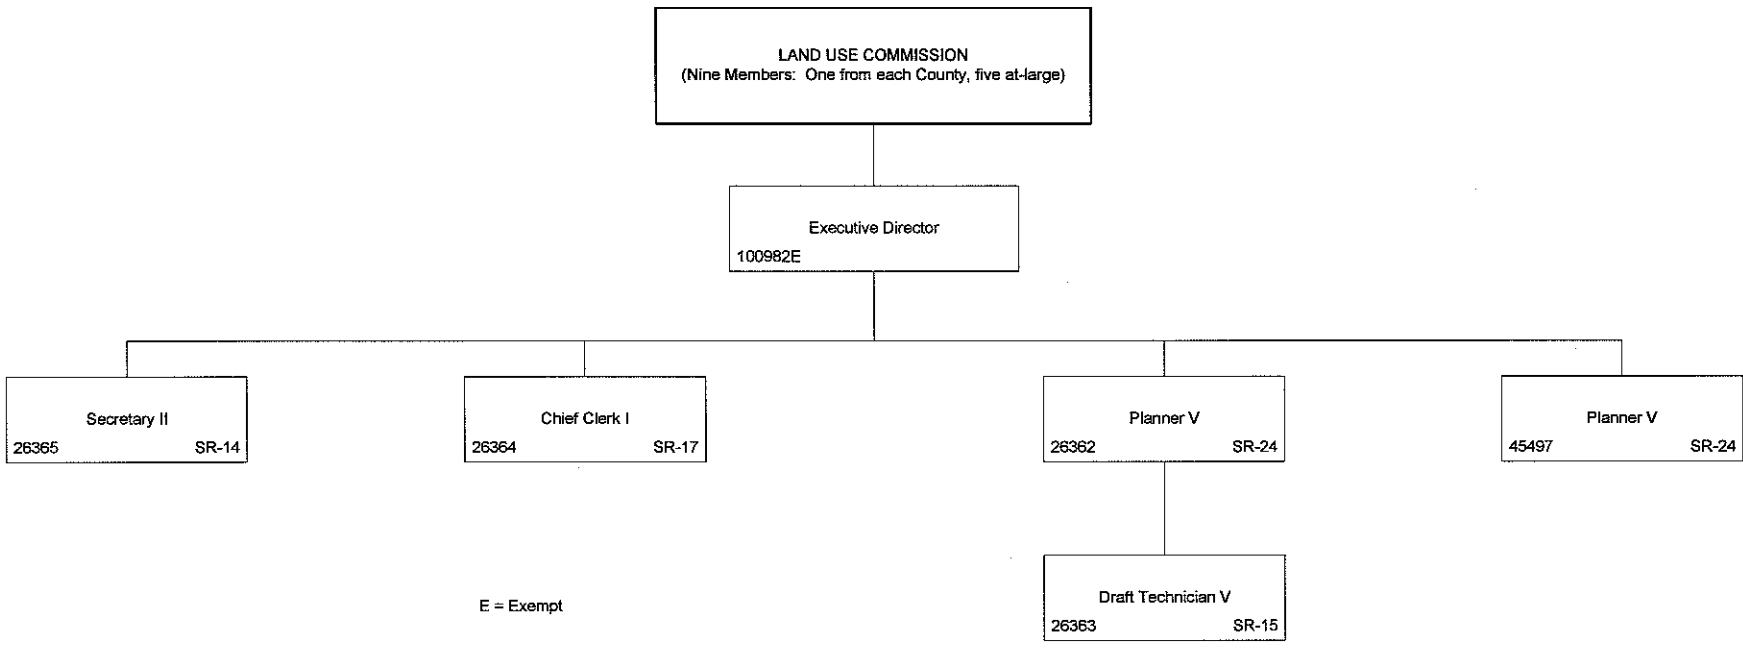 LAND USE COMMISSION
(Nine Members: One from each County, five at-large)
Executive Director
100982E
Secretary II
26365 SR-14
Chief Clerk I
26364 SR-17
Planner V
26362 SR-24
Planner V
45497 SR-24
Draft Technician V
26363 SR-15
E = Exempt